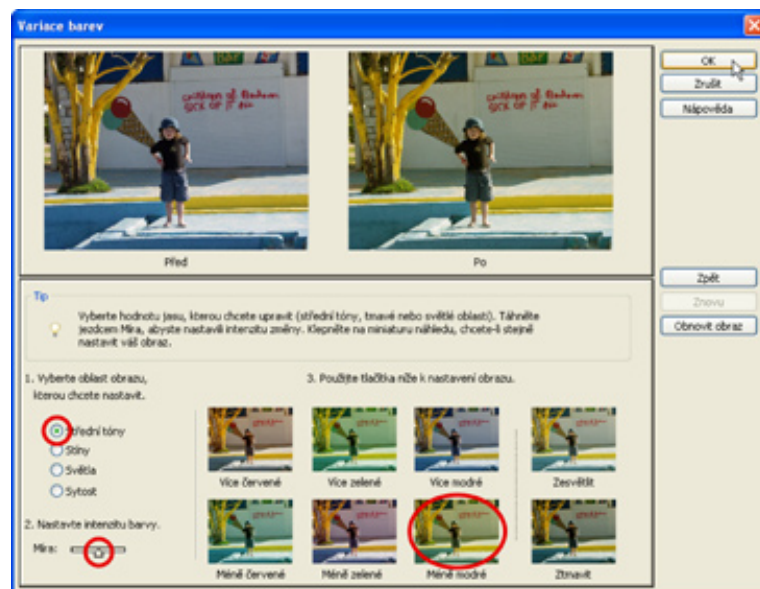 Variace barev
OK
Zrušit
Nápověda
Před
Po
Zpět
Znovu
Obnovit obraz
Tip
Vyberte hodnotu jasu, kterou chcete upravit (střední tóny, tmavé nebo světlé oblasti). Táhněte
jezdcem Míra, abyste nastavili intenzitu změny. Klepněte na miniaturu náhledu, chcete-li stejně
nastavit váš obraz.
1. Vyberte oblast obrazu,
kterou chcete nastavit.
3. Použijte tlačítka níže k nastavení obrazu.
Střední tóny
Stíny
Světla
Sytost
Více červené
Více zelené
Více modré
Zesvětlit
2. Nastavte intenzitu barvy.
Míra:
Méně červené
Méně zelené
Méně modré
Ztmavit